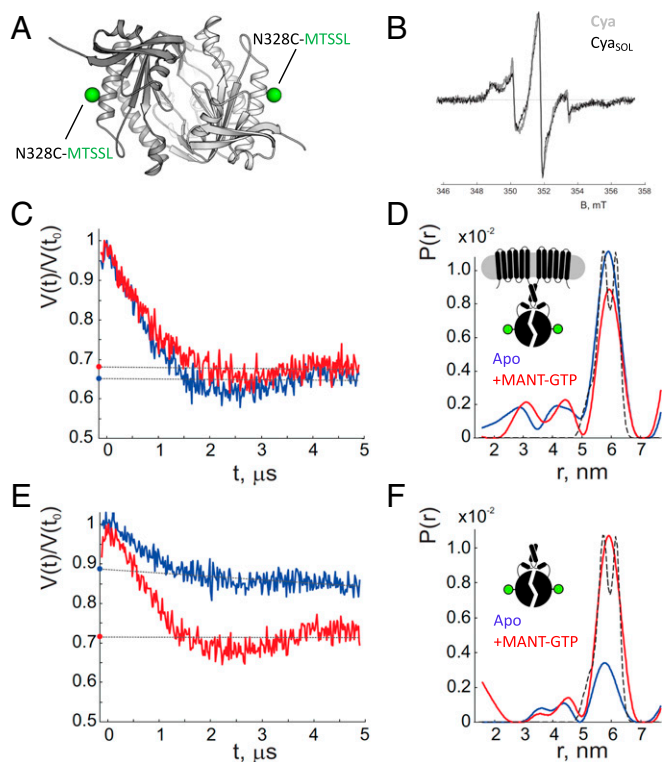 A
N328C-MTSSL
N328C-MTSSL
B
Cya
CyaSOL
346 350 352 354 356 358
B, mT
C
V(t)/V(t0)
1
0.9
0.8
0.7
0.6
0.5
0 1 2 3 4 5
t, μs
D
P(r)
x10-2
1.0
0.8
0.6
0.4
0.2
0
Apo
+MANT-GTP
2 3 4 5 6 7
r, nm
E
V(t)/V(t0)
1
0.9
0.8
0.7
0.6
0.5
0 1 2 3 4 5
t, μs
F
P(r)
x10-2
1.0
0.8
0.6
0.4
0.2
0
Apo
+MANT-GTP
2 3 4 5 6 7
r, nm